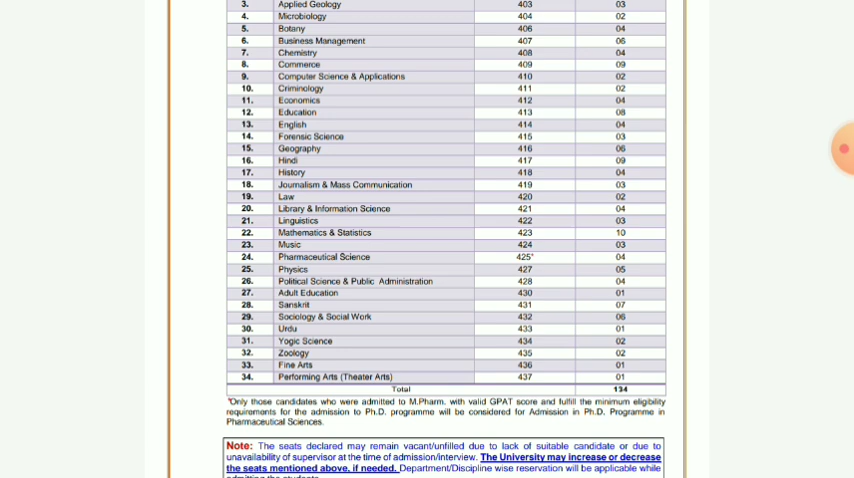 3. Applied Geology 403 03
4. Microbiology 404 02
5. Botany 406 04
6. Business Management 407 06
7. Chemistry 408 04
8. Commerce 409 09
9. Computer Science & Applications 410 02
10. Criminology 411 02
11. Economics 412 04
12. Education 413 08
13. English 414 04
14. Forensic Science 415 03
15. Geography 416 06
16. Hindi 417 09
17. History 418 04
18. Journalism & Mass Communication 419 03
19. Law 420 02
20. Library & Information Science 421 04
21. Linguistics 422 03
22. Mathematics & Statistics 423 10
23. Music 424 03
24. Pharmaceutical Science 425* 04
25. Physics 427 05
26. Political Science & Public Administration 428 04
27. Adult Education 430 01
28. Sanskrit 431 07
29. Sociology & Social Work 432 06
30. Urdu 433 01
31. Yogic Science 434 02
32. Zoology 435 02
33. Fine Arts 436 01
34. Performing Arts (Theater Arts) 437 01
Total 134
*Only those candidates who were admitted to M.Pharm. with valid GPAT score and fulfill the minimum eligibility
requirements for the admission to Ph.D. programme will be considered for Admission in Ph.D. Programme in
Pharmaceutical Sciences.
Note: The seats declared may remain vacant/unfilled due to lack of suitable candidate or due to
unavailability of supervisor at the time of admission/interview. The University may increase or decrease
the seats mentioned above, if needed. Department/Discipline wise reservation will be applicable while
admitting the students